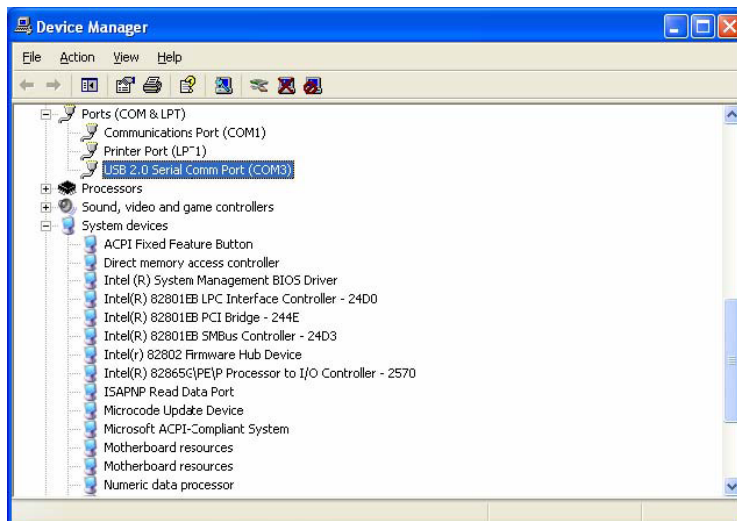 Device Manager
File Action View Help
Ports (COM & LPT)
Communications Port (COM1)
Printer Port (LPT1)
USB 2.0 Serial Comm Port (COM3)
Processors
Sound, video and game controllers
System devices
ACPI Fixed Feature Button
Direct memory access controller
Intel (R) System Management BIOS Driver
Intel(R) 82801EB LPC Interface Controller - 24D0
Intel(R) 82801EB PCI Bridge - 244E
Intel(R) 82801EB SMBus Controller - 24D3
Intel(r) 82802 Firmware Hub Device
Intel(R) 82865G\PE\P Processor to I/O Controller - 2570
ISAPNP Read Data Port
Microcode Update Device
Microsoft ACPI-Compliant System
Motherboard resources
Motherboard resources
Numeric data processor